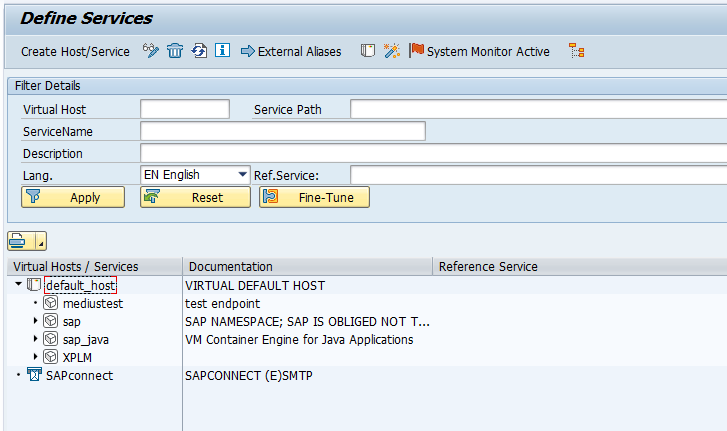 Define Services
Create Host/Service External Aliases System Monitor Active
Filter Details
Virtual Host Service Path
ServiceName
Description
Lang. EN English Ref.Service:
Apply Reset Fine-Tune
Virtual Hosts / Services Documentation Reference Service
default_host VIRTUAL DEFAULT HOST
mediustest test endpoint
sap SAP NAMESPACE; SAP IS OBLIGED NOT T...
sap_java VM Container Engine for Java Applications
XPLM
SAPconnect SAPCONNECT (E)SMTP